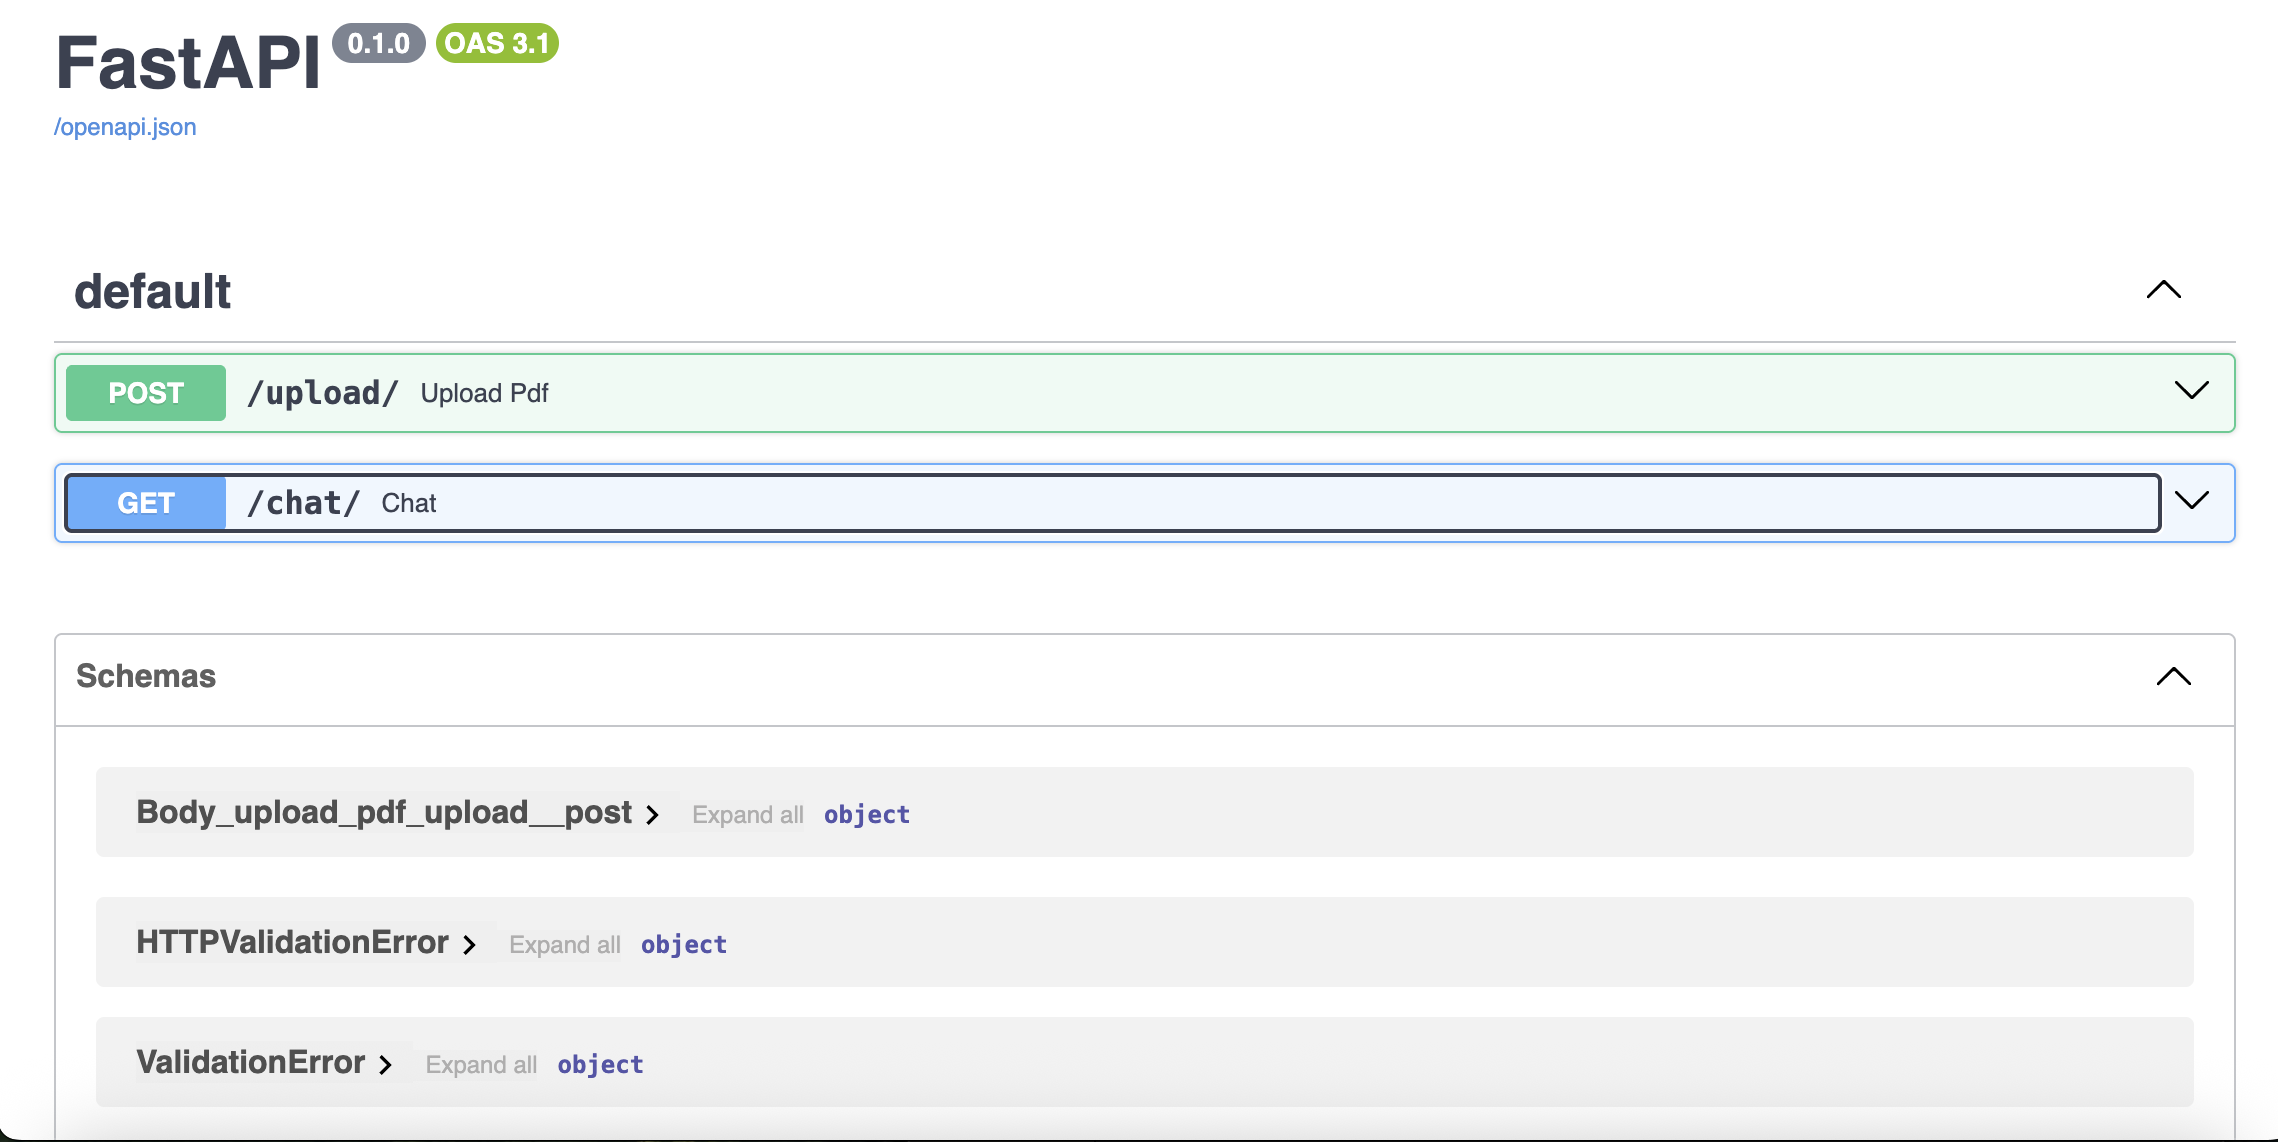 FastAPI 0.1.0 OAS 3.1
/openapi.json
default
POST /upload/ Upload Pdf
GET /chat/ Chat
Schemas
Body_upload_pdf_upload__post Expand all object
HTTPValidationError Expand all object
ValidationError Expand all object